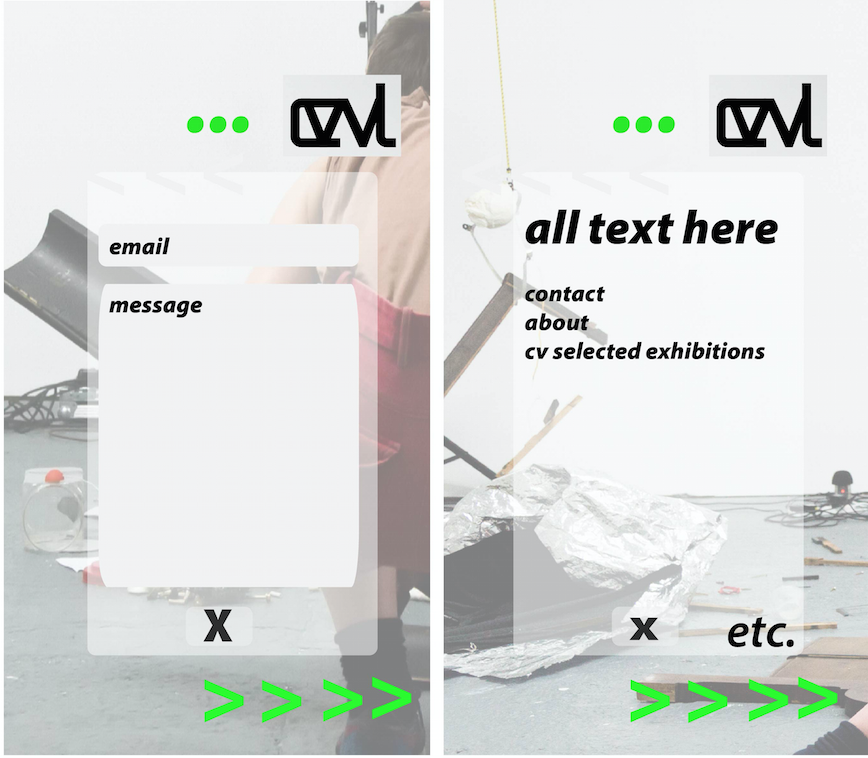 email
message
X
> > > >
all text here
contact
about
cv selected exhibitions
x
etc.
> > > >